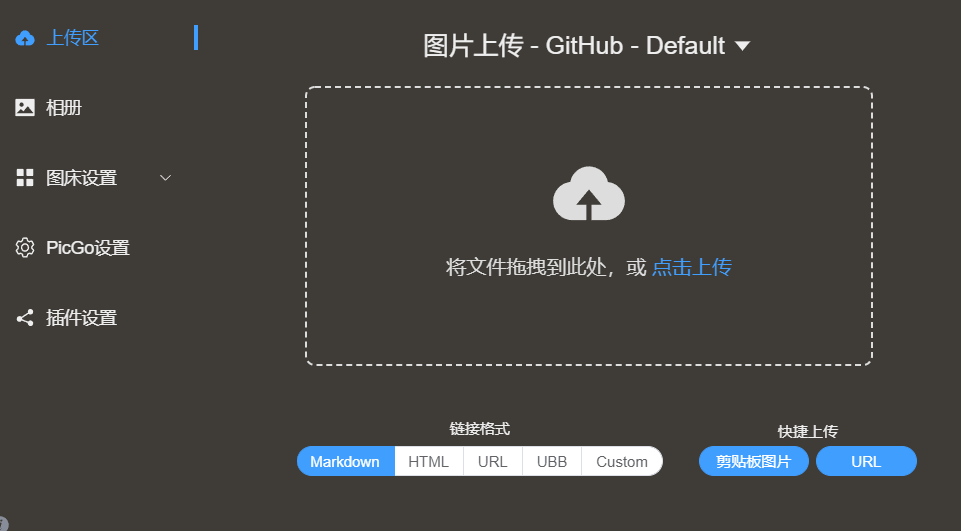 上传区
相册
图床设置
PicGo设置
插件设置
图片上传 - GitHub - Default
将文件拖拽到此处，或 点击上传
链接格式
Markdown HTML URL UBB Custom
快捷上传
剪贴板图片 URL